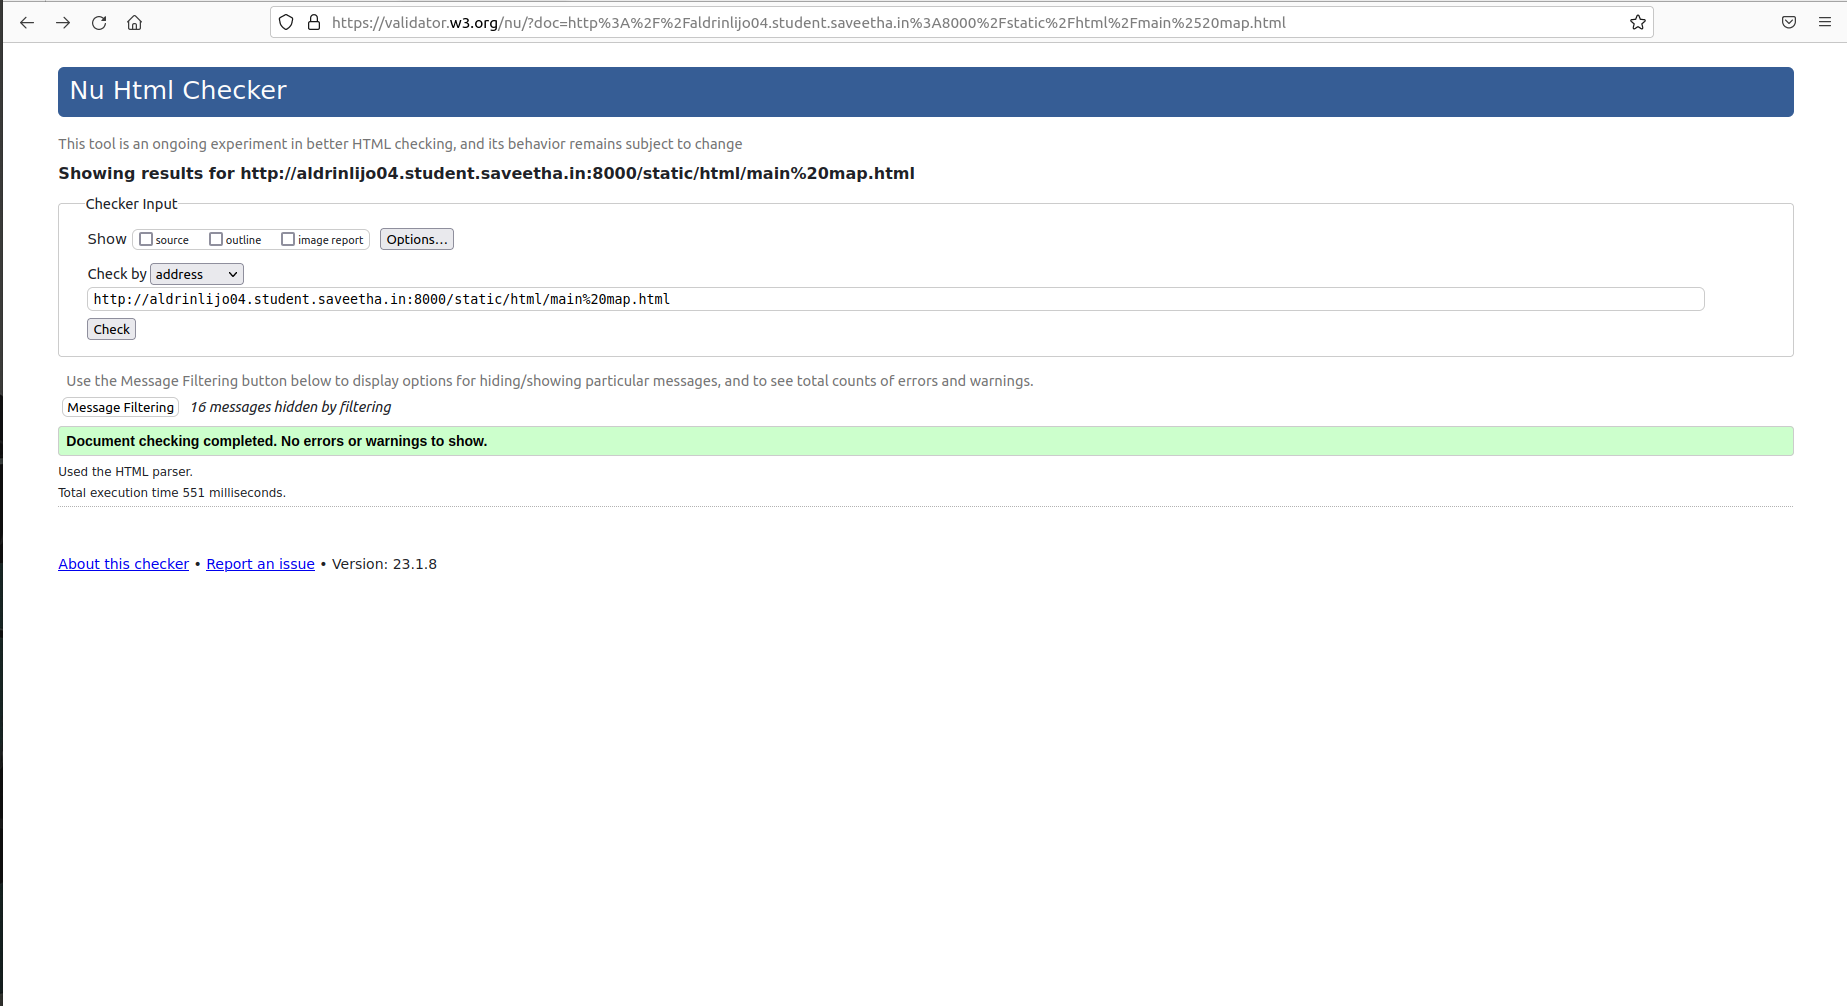 https://validator.w3.org/nu/?doc=http%3A%2F%2Faldrinlijo04.student.saveetha.in%3A8000%2Fstatic%2Fhtml%2Fmain%2520map.html
Nu Html Checker
This tool is an ongoing experiment in better HTML checking, and its behavior remains subject to change
Showing results for http://aldrinlijo04.student.saveetha.in:8000/static/html/main%20map.html
Checker Input
Show source outline image report Options...
Check by address
http://aldrinlijo04.student.saveetha.in:8000/static/html/main%20map.html
Check
Use the Message Filtering button below to display options for hiding/showing particular messages, and to see total counts of errors and warnings.
Message Filtering 16 messages hidden by filtering
Document checking completed. No errors or warnings to show.
Used the HTML parser.
Total execution time 551 milliseconds.
About this checker • Report an issue • Version: 23.1.8